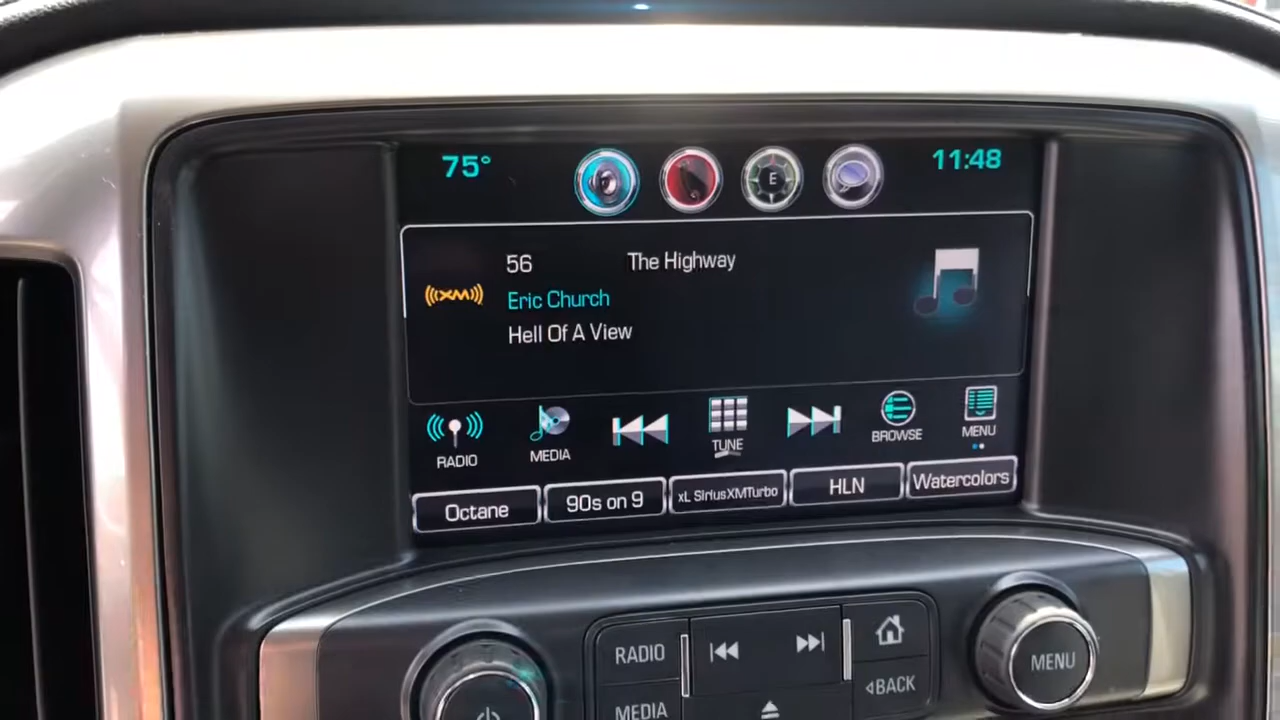 75°
E
11:48
56 The Highway
((XM))
Eric Church
Hell Of A View
RADIO
MEDIA
TUNE
BROWSE
MENU
Octane
90s on 9
xL SiriusXMTurbo
HLN
Watercolors
RADIO
MENU
BACK
MEDIA